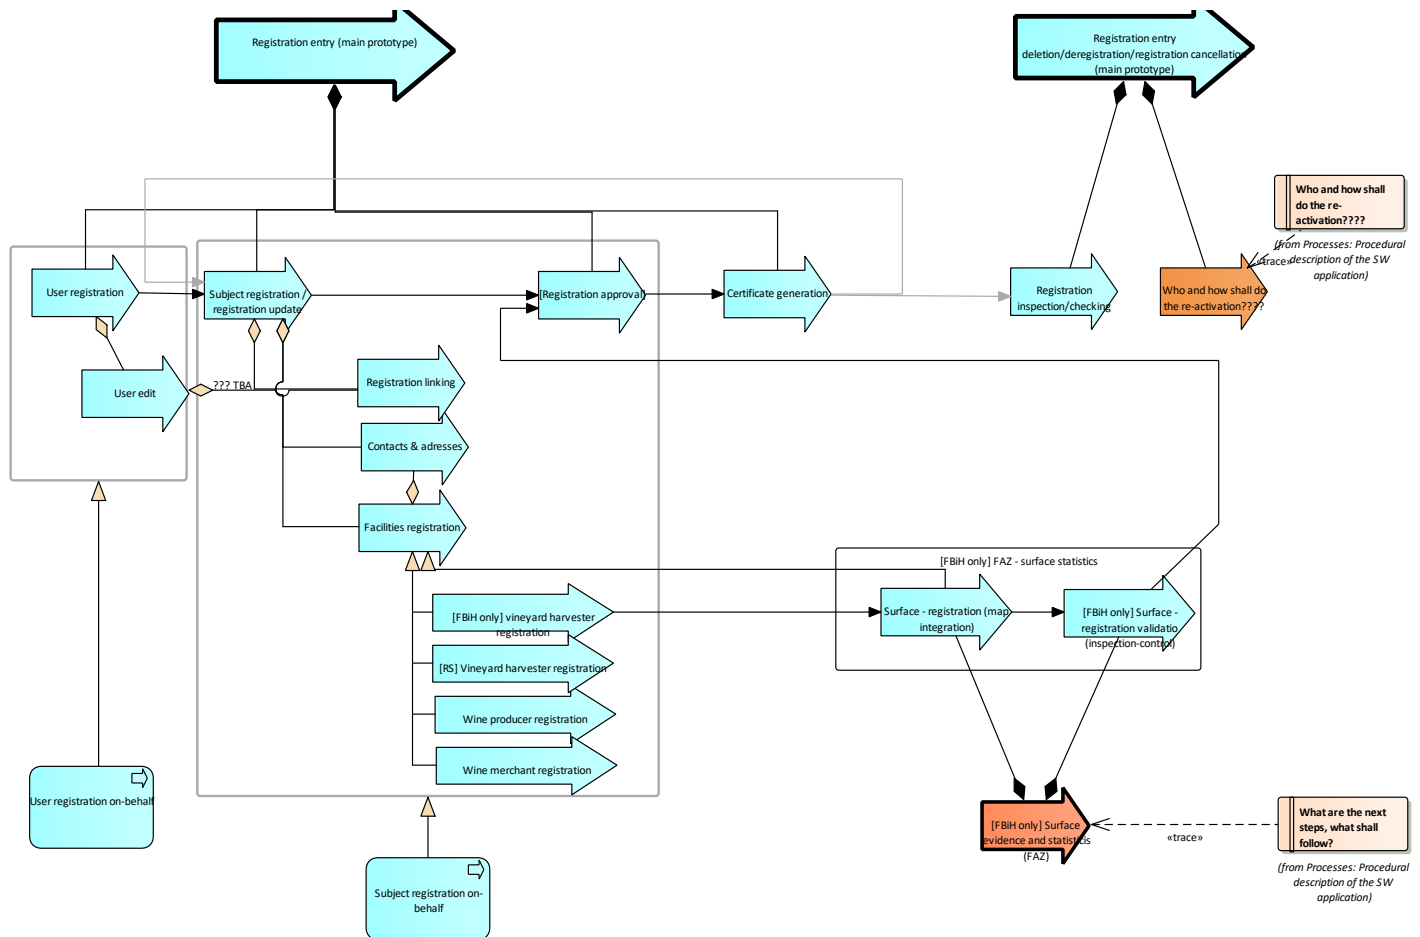 Registration entry (main prototype)
Registration entry
deletion/deregistration/registration cancellation
(main prototype)
Who and how shall
do the re-
activation????
(from Processes: Procedural
description of the SW
application)
«trace»
User registration
Subject registration /
registration update
[Registration approval]
Certificate generation
Registration
inspection/checking
Who and how shall do
the re-activation????
User edit
??? TBA
Registration linking
Contacts & adresses
Facilities registration
[FBiH only] FAZ - surface statistics
[FBiH only] vineyard harvester
registration
Surface - registration (map
integration)
[FBiH only] Surface -
registration validatio
(inspection-control)
[RS] Vineyard harvester registration
Wine producer registration
Wine merchant registration
User registration on-behalf
[FBiH only] Surface
evidence and statistics
(FAZ)
«trace»
What are the next
steps, what shall
follow?
(from Processes: Procedural
description of the SW
application)
Subject registration on-
behalf